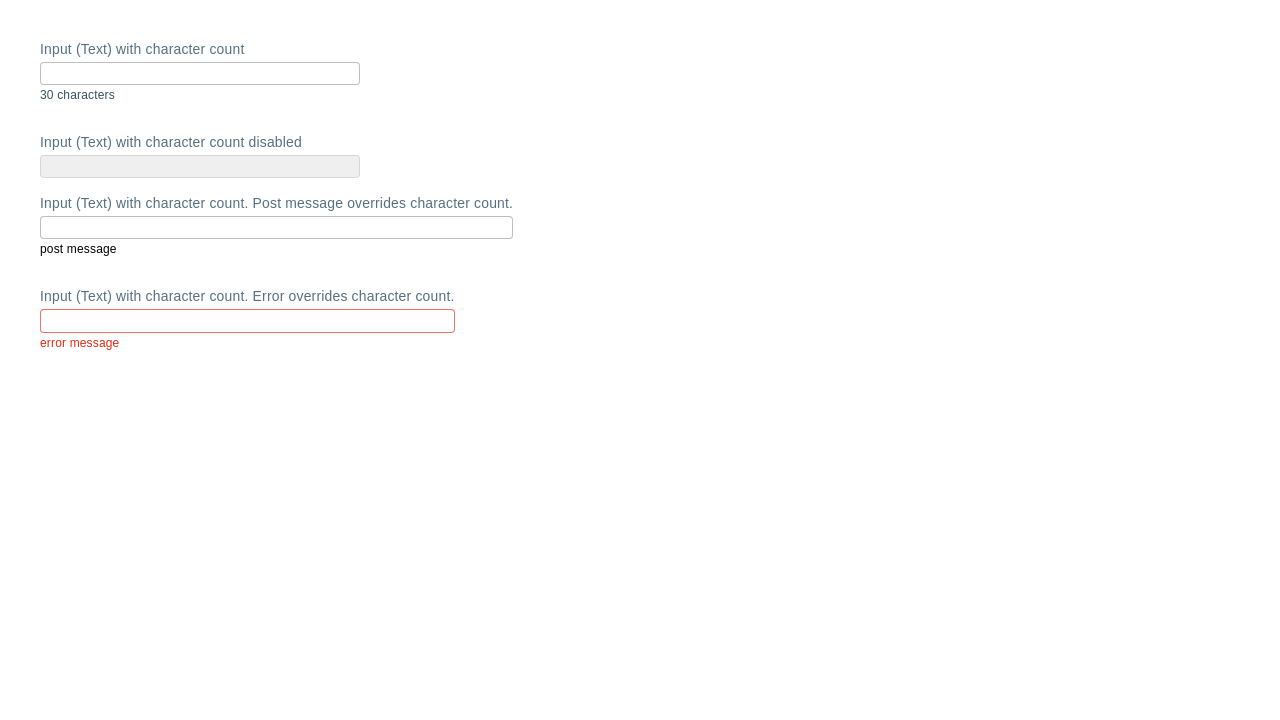 Input (Text) with character count
30 characters
Input (Text) with character count disabled
Input (Text) with character count. Post message overrides character count.
post message
Input (Text) with character count. Error overrides character count.
error message